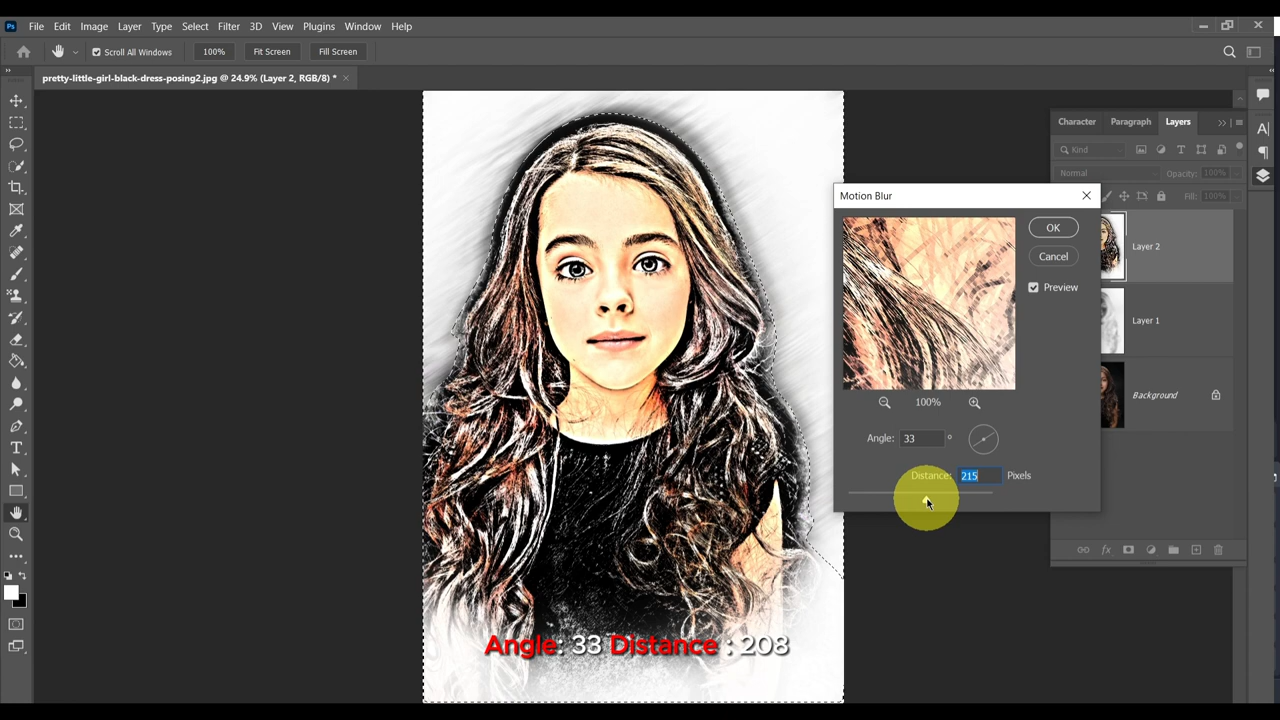 Ps File Edit Image Layer Type Select Filter 3D View Plugins Window Help
Scroll All Windows 100% Fit Screen Fill Screen
pretty-little-girl-black-dress-posing2.jpg @ 24.9% (Layer 2, RGB/8) *
Character Paragraph Layers
Kind
Normal Opacity: 100%
Fill: 100%
Motion Blur
OK
Cancel
Preview
100%
Angle: 33 °
Distance: 215 Pixels
Layer 2
Layer 1
Background
Angle: 33 Distance : 208